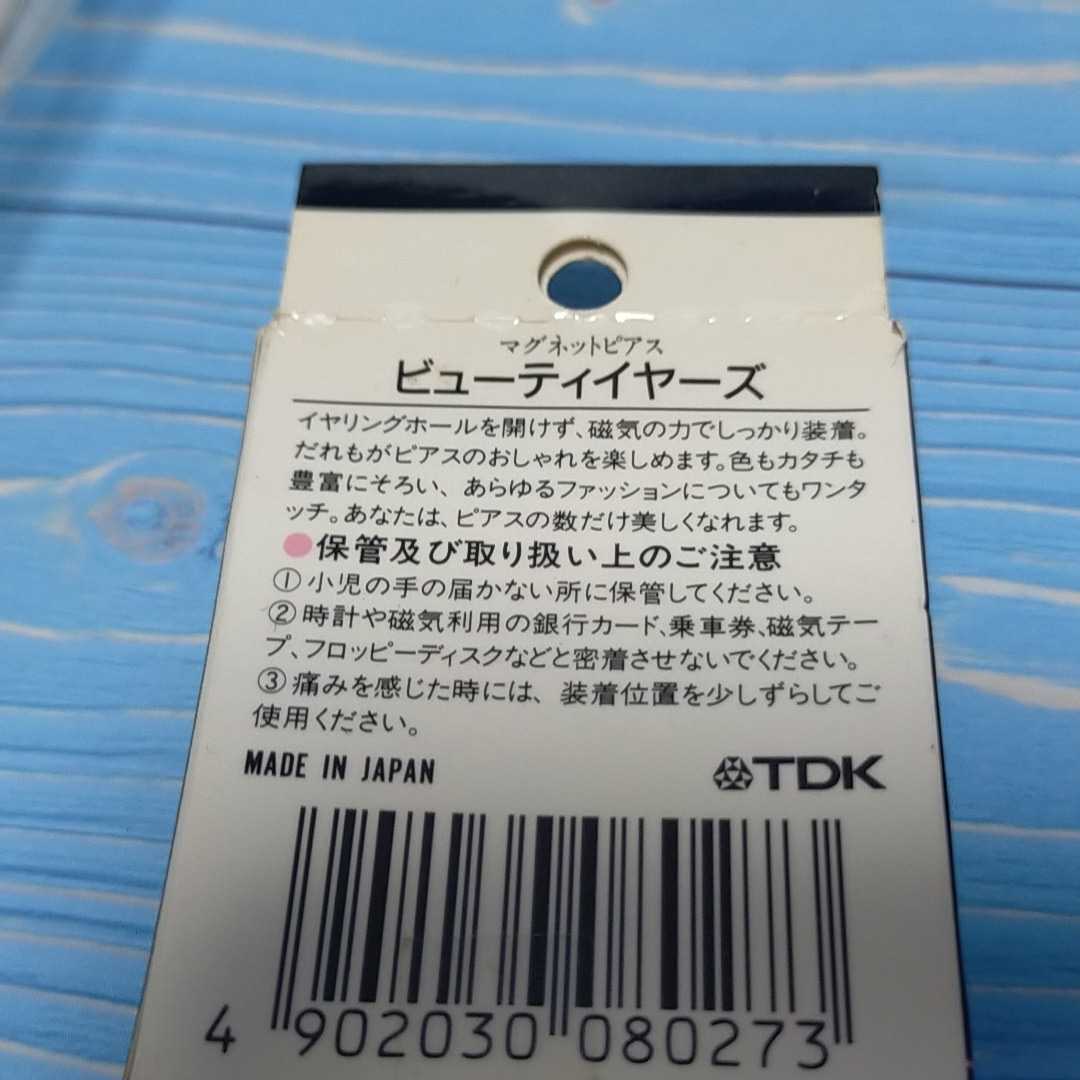 マグネットピアス
ビューティイヤーズ
イヤリングホールを開けず、磁気の力でしっかり装着。
だれもがピアスのおしゃれを楽しめます。色もカタチも
豊富にそろい、あらゆるファッションについてもワンタ
ッチ。あなたは、ピアスの数だけ美しくなれます。
●保管及び取り扱い上のご注意
①小児の手の届かない所に保管してください。
②時計や磁気利用の銀行カード、乗車券、磁気テー
プ、フロッピーディスクなどと密着させないでください。
③痛みを感じた時には、装着位置を少しずらしてご
使用ください。
MADE IN JAPAN
TDK
4 902030 080273